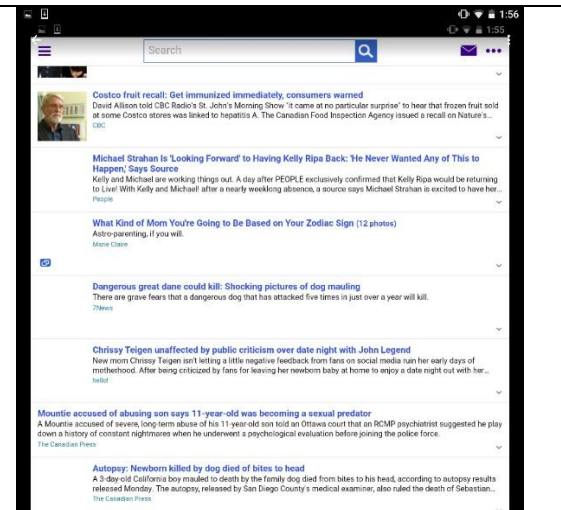 1:56
1:55
Search
Costco fruit recall: Get immunized immediately, consumers warned
David Allison told CBC Radio's St. John's Morning Show "it came at no particular surprise" to hear that frozen fruit sold
at some Costco stores was linked to hepatitis A. The Canadian Food Inspection Agency issued a recall on Nature's...
CBC
Michael Strahan Is 'Looking Forward' to Having Kelly Ripa Back: 'He Never Wanted Any of This to
Happen,' Says Source
Kelly and Michael are working things out. A day after PEOPLE exclusively confirmed that Kelly Ripa would be returning
to Live! With Kelly and Michael! after a nearly weeklong absence, a source says Michael Strahan is excited to have her...
People
What Kind of Mom You're Going to Be Based on Your Zodiac Sign (12 photos)
Astro-parenting, if you will.
Marie Claire
Dangerous great dane could kill: Shocking pictures of dog mauling
There are grave fears that a dangerous dog that has attacked five times in just over a year will kill.
7News
Chrissy Teigen unaffected by public criticism over date night with John Legend
New mom Chrissy Teigen isn't letting a little negative feedback from fans on social media ruin her early days of
motherhood. After being criticized by fans for leaving her newborn baby at home to enjoy a date night out with her...
hello!
Mountie accused of abusing son says 11-year-old was becoming a sexual predator
A Mountie accused of severe, long-term abuse of his 11-year-old son told an Ottawa court that an RCMP psychiatrist suggested he play
down a history of constant nightmares when he underwent a psychological evaluation before joining the police force.
The Canadian Press
Autopsy: Newborn killed by dog died of bites to head
A 3-day-old California boy mauled to death by the family dog died from bites to his head, according to autopsy results
released Monday. The autopsy, released by San Diego County's medical examiner, also ruled the death of Sebastian...
The Canadian Press